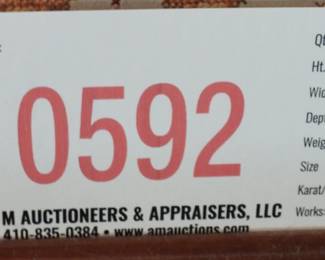 0592
M AUCTIONEERS & APPRAISERS, LLC
410-835-0384 • www.amauctions.com
Qt
Ht.
Wid
Dept
Weig
Size
Karat/
Works: